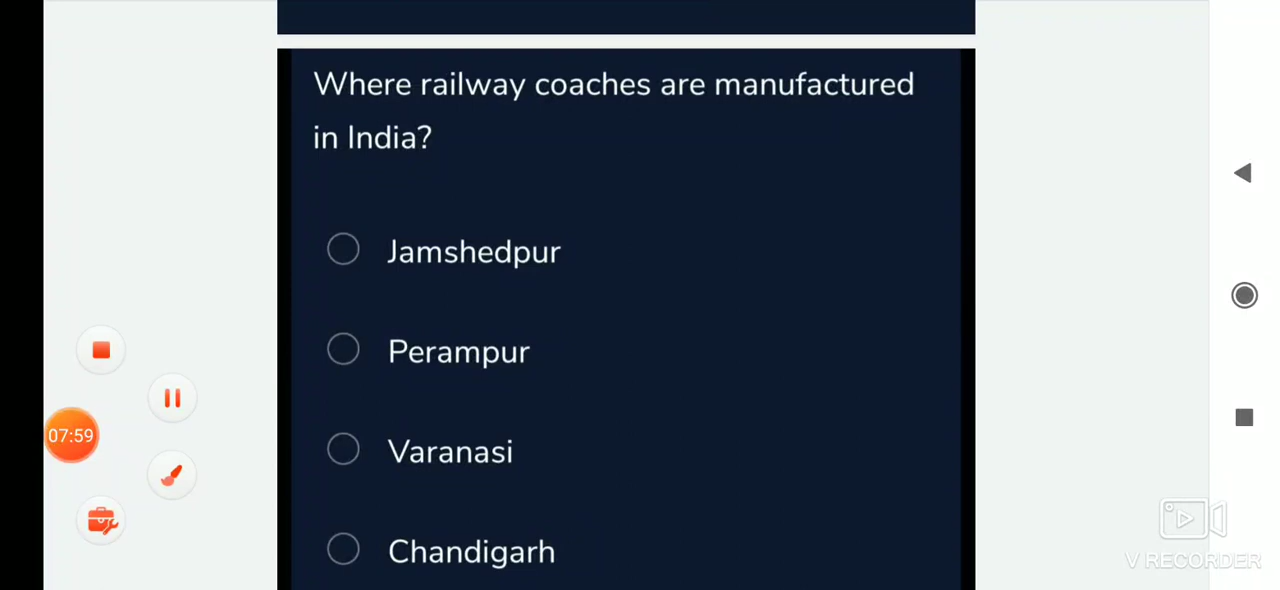 Where railway coaches are manufactured
in India?
Jamshedpur
Perampur
Varanasi
Chandigarh
07:59
V RECORDER